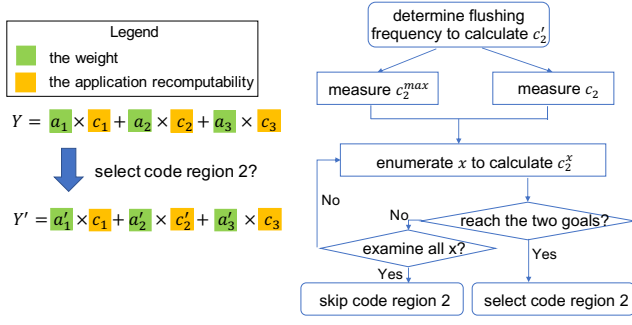 Legend
the weight
the application recomputability
Y = a₁ × c₁ + a₂ × c₂ + a₃ × c₃
select code region 2?
Y′ = a′₁ × c₁ + a′₂ × c′₂ + a′₃ × c₃
determine flushing
frequency to calculate c′₂
measure c₂ᵐᵃˣ
measure c₂
enumerate x to calculate c₂ˣ
No
reach the two goals?
No
examine all x?
Yes
Yes
skip code region 2
select code region 2